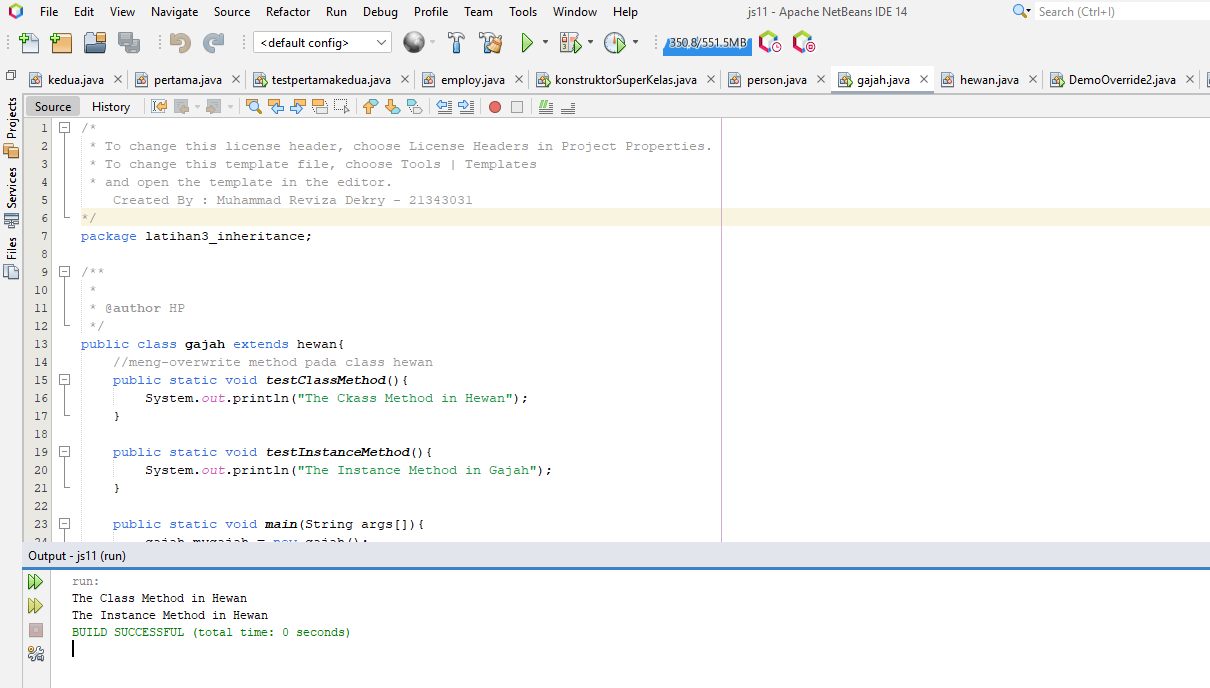 File Edit View Navigate Source Refactor Run Debug Profile Team Tools Window Help js11 - Apache NetBeans IDE 14 Search (Ctrl+I)
<default config> 350.8/551.5MB
kedua.java pertama.java testpertamakedua.java employ.java konstruktorSuperKelas.java person.java gajah.java hewan.java DemoOverride2.java
Source History
Projects
Services
Files
1 /*
2 * To change this license header, choose License Headers in Project Properties.
3 * To change this template file, choose Tools | Templates
4 * and open the template in the editor.
5 Created By : Muhammad Reviza Dekry - 21343031
6 */
7 package latihan3_inheritance;
8
9 /**
10 *
11 * @author HP
12 */
13 public class gajah extends hewan{
14 //meng-overwrite method pada class hewan
15 public static void testClassMethod(){
16 System.out.println("The Ckass Method in Hewan");
17 }
18
19 public static void testInstanceMethod(){
20 System.out.println("The Instance Method in Gajah");
21 }
22
23 public static void main(String args[]){
24 gajah mygajah = new gajah();
Output - js11 (run)
run:
The Class Method in Hewan
The Instance Method in Hewan
BUILD SUCCESSFUL (total time: 0 seconds)